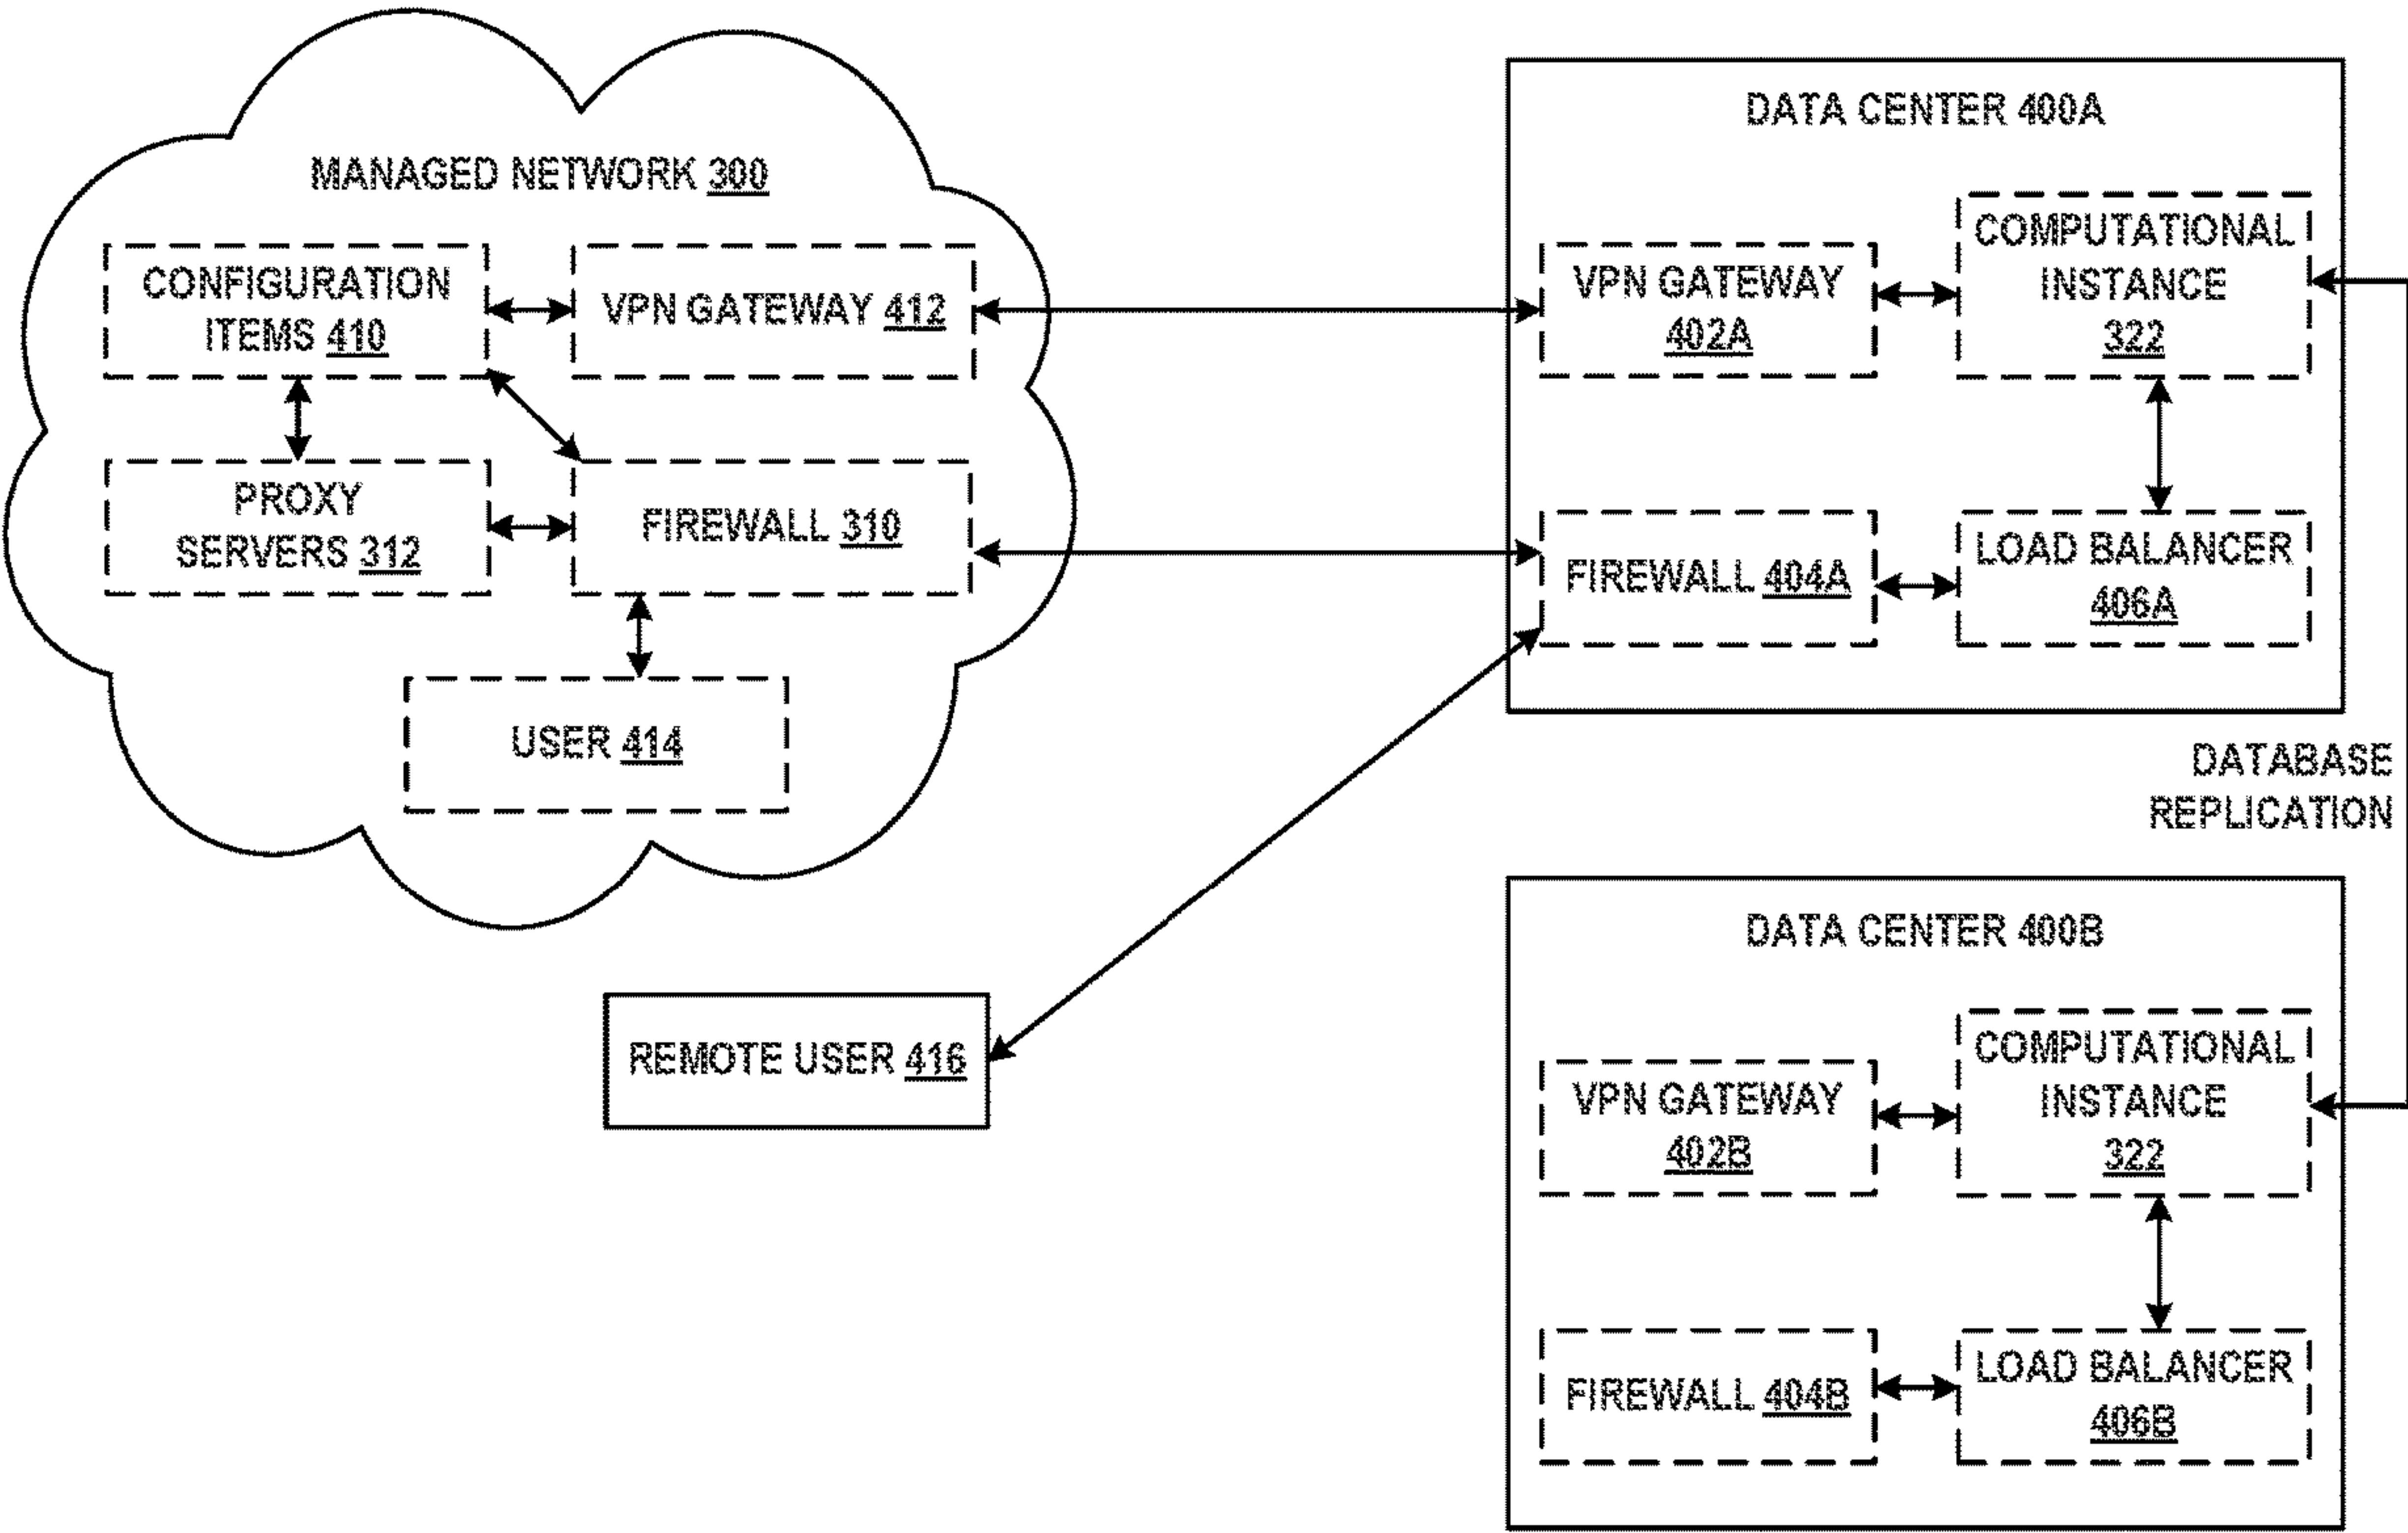 MANAGED NETWORK 300
CONFIGURATION
ITEMS 410
VPN GATEWAY 412
PROXY
SERVERS 312
FIREWALL 310
USER 414
REMOTE USER 416
DATA CENTER 400A
VPN GATEWAY
402A
COMPUTATIONAL
INSTANCE
322
FIREWALL 404A
LOAD BALANCER
406A
DATABASE
REPLICATION
DATA CENTER 400B
VPN GATEWAY
402B
COMPUTATIONAL
INSTANCE
322
FIREWALL 404B
LOAD BALANCER
406B